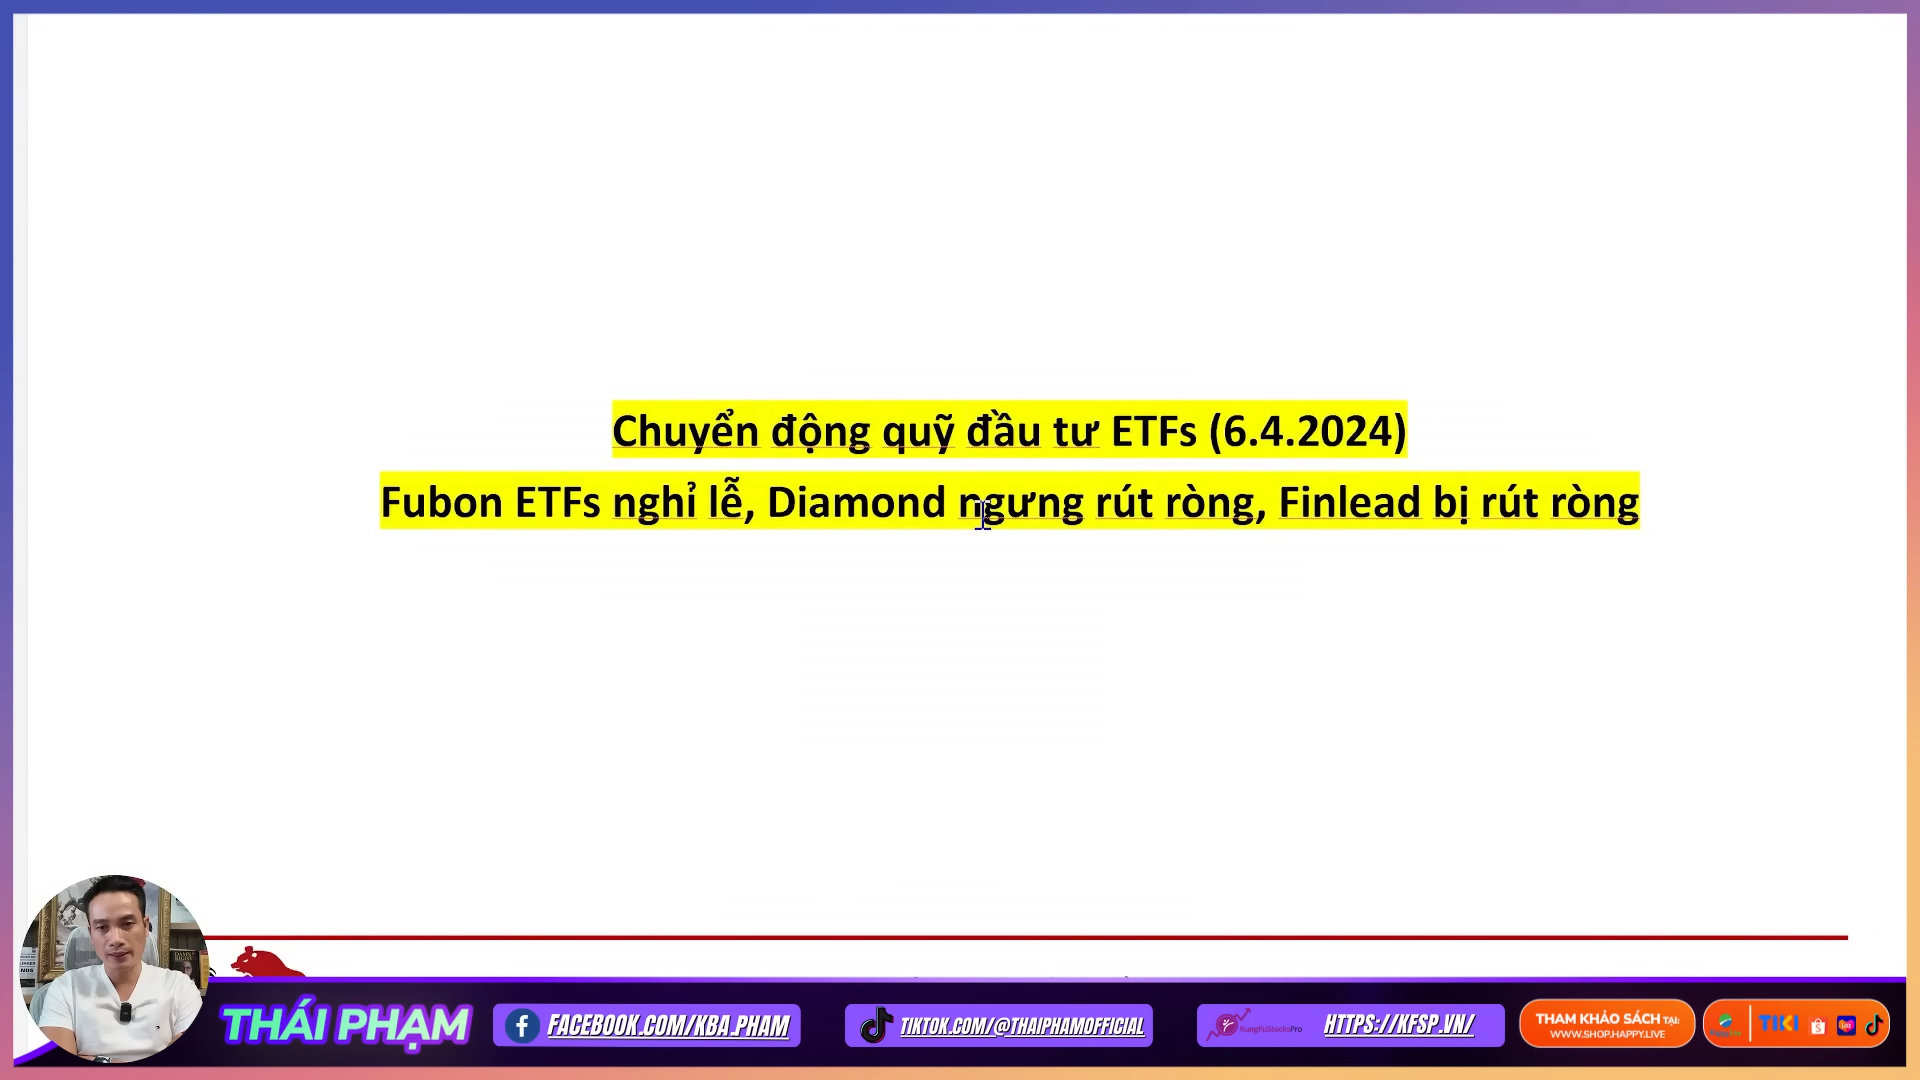 Chuyển động quỹ đầu tư ETFs (6.4.2024)
Fubon ETFs nghỉ lễ, Diamond ngưng rút ròng, Finlead bị rút ròng
THÁI PHẠM
FACEBOOK.COM/KBA.PHAM
TIKTOK.COM/@THAIPHAMOFFICIAL
KungFuStocksPro
HTTPS://KFSP.VN/
THAM KHẢO SÁCH TẠI:
WWW.SHOP.HAPPY.LIVE
TIKI